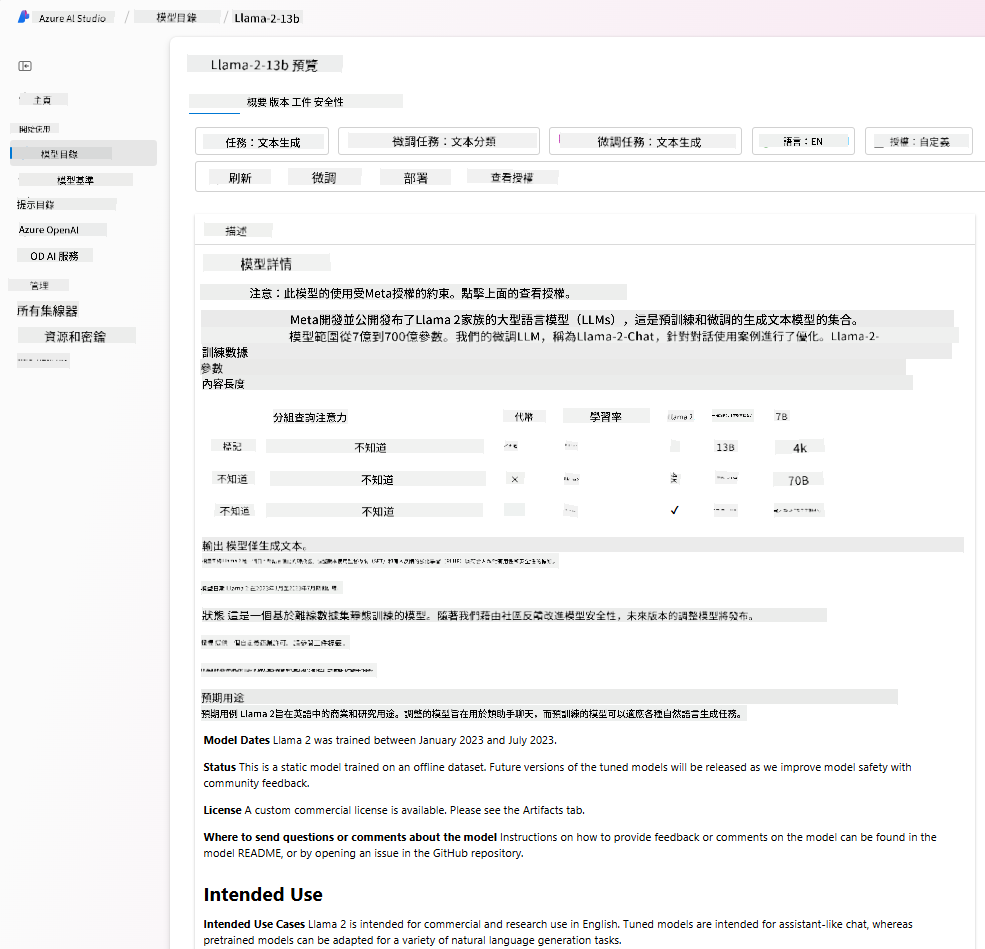 Azure AI Studio / 模型目錄 / Llama-2-13b
Llama-2-13b 預覽
主頁
概要 版本 工件 安全性
開始使用
任務：文本生成 微調任務：文本分類 微調任務：文本生成 語言：EN 授權：自定義
模型目錄
刷新 微調 部署 查看授權
模型基準
提示目錄
Azure OpenAI
描述
OD AI 服務
模型詳情
管理
注意：此模型的使用受Meta授權的約束。點擊上面的查看授權。
所有集線器
Meta開發並公開發布了Llama 2家族的大型語言模型（LLMs），這是預訓練和微調的生成文本模型的集合。
資源和密鑰
模型範圍從7億到700億參數。我們的微調LLM，稱為Llama-2-Chat，針對對話使用案例進行了優化。Llama-2-
訓練數據
參數
內容長度
分組查詢注意力 代幣 學習率 Llama 2 7B
標記 不知道 13B 4k
不知道 不知道 × 70B
不知道 不知道 ✓
輸出 模型僅生成文本。
模型日期 Llama 2 在2023年1月至2023年7月
狀態 這是一個基於離線數據集靜態訓練的模型。隨著我們藉由社區反饋改進模型安全性，未來版本的調整模型將發布。
預期用途
預期用例 Llama 2旨在英語中的商業和研究用途。調整的模型旨在用於類助手聊天，而預訓練的模型可以適應各種自然語言生成任務。
Model Dates Llama 2 was trained between January 2023 and July 2023.
Status This is a static model trained on an offline dataset. Future versions of the tuned models will be released as we improve model safety with
community feedback.
License A custom commercial license is available. Please see the Artifacts tab.
Where to send questions or comments about the model Instructions on how to provide feedback or comments on the model can be found in the
model README, or by opening an issue in the GitHub repository.
Intended Use
Intended Use Cases Llama 2 is intended for commercial and research use in English. Tuned models are intended for assistant-like chat, whereas
pretrained models can be adapted for a variety of natural language generation tasks.